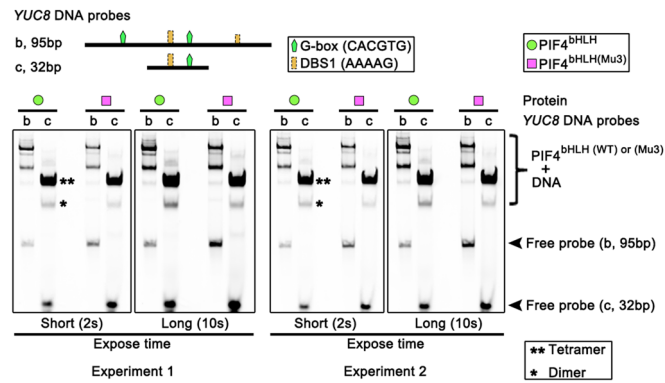 YUC8 DNA probes
b, 95bp
c, 32bp
G-box (CACGTG)
DBS1 (AAAAG)
PIF4bHLH
PIF4bHLH(Mu3)
Protein
b c b c b c b c b c b c b c b c YUC8 DNA probes
PIF4bHLH (WT) or (Mu3)
+
DNA
** **
* *
Free probe (b, 95bp)
Free probe (c, 32bp)
Short (2s) Long (10s) Short (2s) Long (10s)
Expose time Expose time
Experiment 1 Experiment 2
** Tetramer
* Dimer